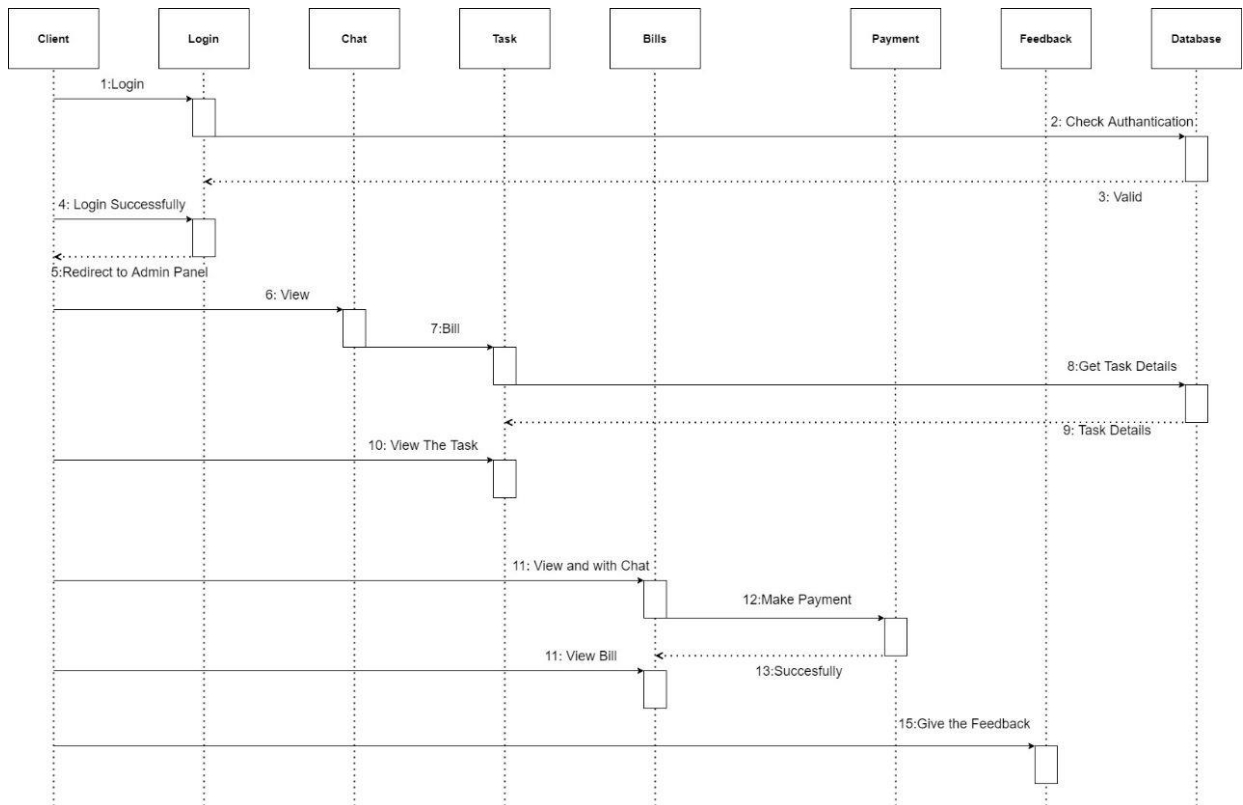 Client
Login
Chat
Task
Bills
Payment
Feedback
Database
1:Login
2: Check Authantication
3: Valid
4: Login Successfully
5:Redirect to Admin Panel
6: View
7:Bill
8:Get Task Details
9: Task Details
10: View The Task
11: View and with Chat
12:Make Payment
11: View Bill
13:Succesfully
15:Give the Feedback